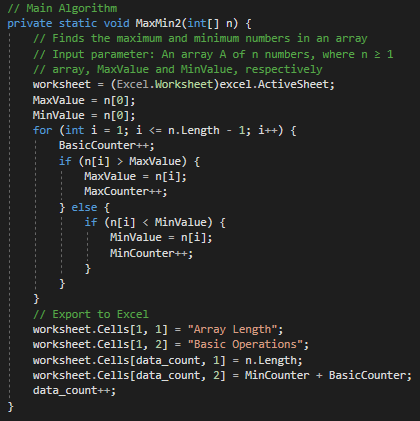 // Main Algorithm
private static void MaxMin2(int[] n) {
// Finds the maximum and minimum numbers in an array
// Input parameter: An array A of n numbers, where n ≥ 1
// array, MaxValue and MinValue, respectively
worksheet = (Excel.Worksheet)excel.ActiveSheet;
MaxValue = n[0];
MinValue = n[0];
for (int i = 1; i <= n.Length - 1; i++) {
BasicCounter++;
if (n[i] > MaxValue) {
MaxValue = n[i];
MaxCounter++;
} else {
if (n[i] < MinValue) {
MinValue = n[i];
MinCounter++;
}
}
}
// Export to Excel
worksheet.Cells[1, 1] = "Array Length";
worksheet.Cells[1, 2] = "Basic Operations";
worksheet.Cells[data_count, 1] = n.Length;
worksheet.Cells[data_count, 2] = MinCounter + BasicCounter;
data_count++;
}